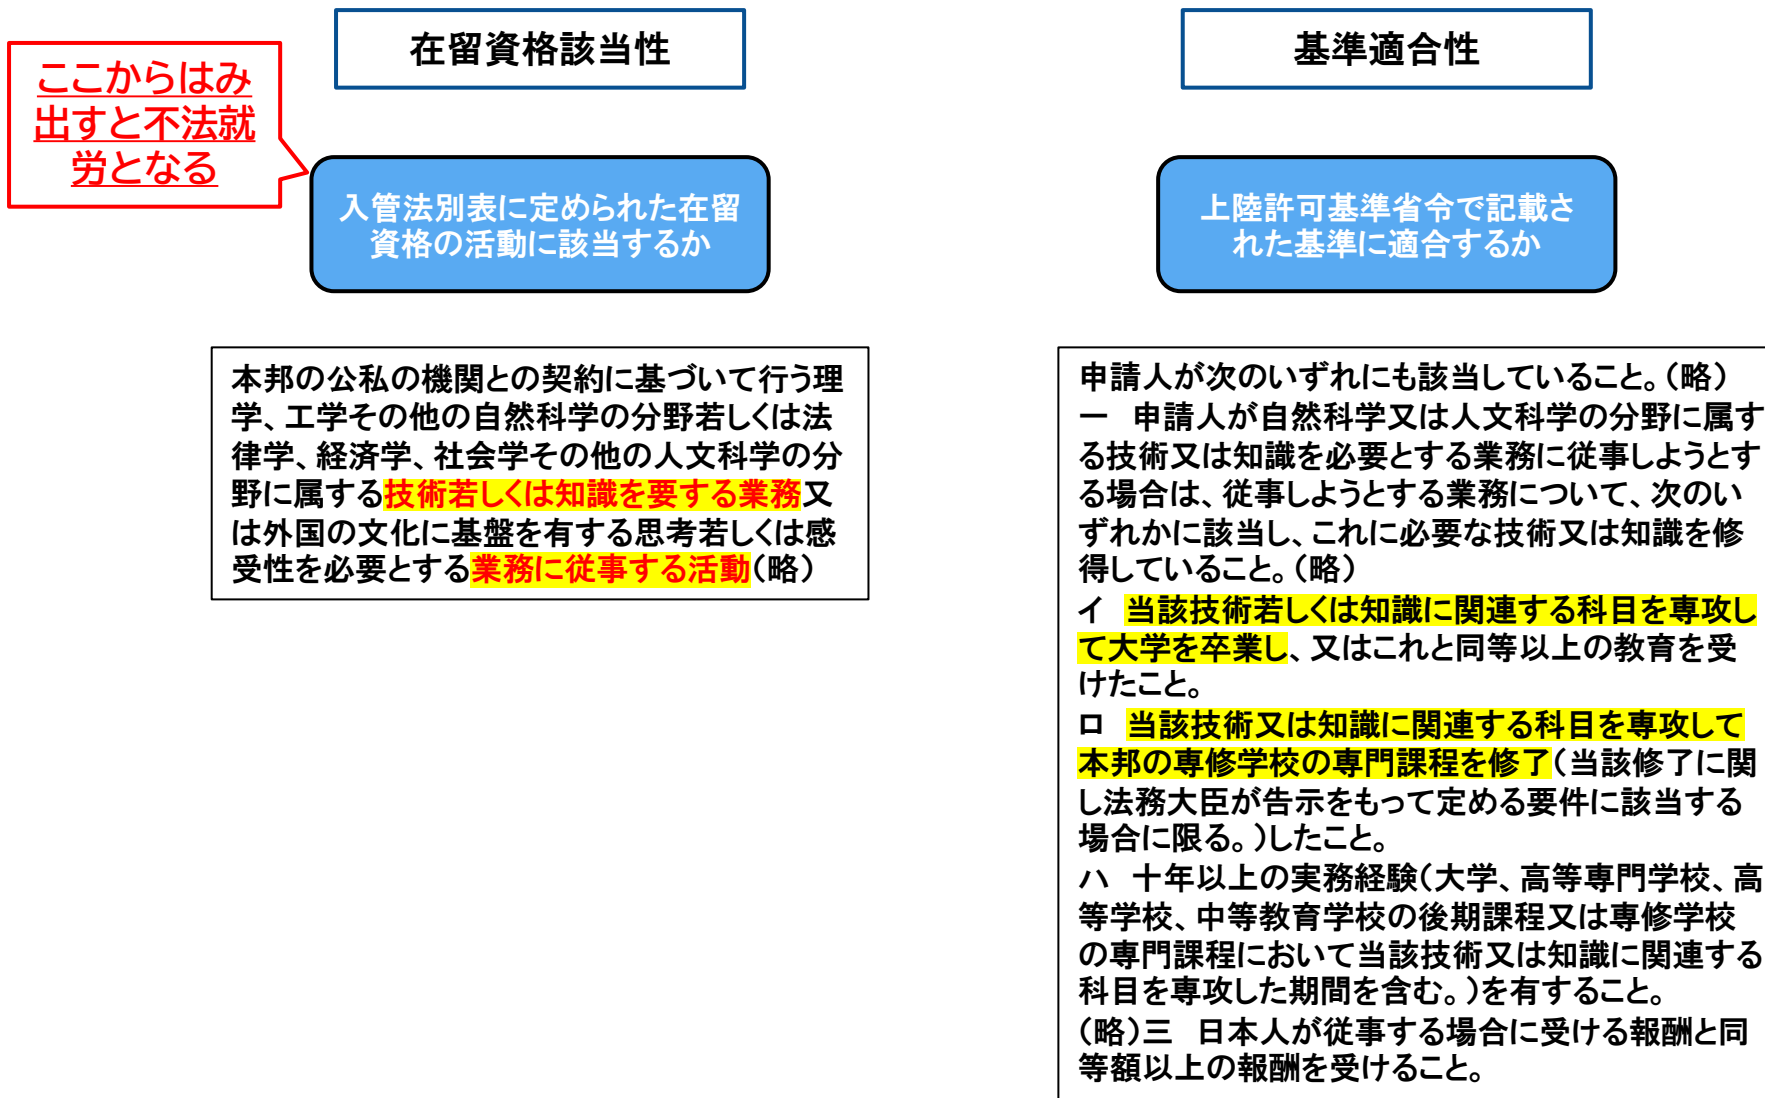 在留資格該当性
ここからはみ
出すと不法就
労となる
入管法別表に定められた在留
資格の活動に該当するか
本邦の公私の機関との契約に基づいて行う理
学、工学その他の自然科学の分野若しくは法
律学、経済学、社会学その他の人文科学の分
野に属する技術若しくは知識を要する業務又
は外国の文化に基盤を有する思考若しくは感
受性を必要とする業務に従事する活動（略）
基準適合性
上陸許可基準省令で記載さ
れた基準に適合するか
申請人が次のいずれにも該当していること。（略）
一　申請人が自然科学又は人文科学の分野に属す
る技術又は知識を必要とする業務に従事しようとす
る場合は、従事しようとする業務について、次のい
ずれかに該当し、これに必要な技術又は知識を修
得していること。（略）
イ　当該技術若しくは知識に関連する科目を専攻し
て大学を卒業し、又はこれと同等以上の教育を受
けたこと。
ロ　当該技術又は知識に関連する科目を専攻して
本邦の専修学校の専門課程を修了（当該修了に関
し法務大臣が告示をもって定める要件に該当する
場合に限る。）したこと。
ハ　十年以上の実務経験（大学、高等専門学校、高
等学校、中等教育学校の後期課程又は専修学校
の専門課程において当該技術又は知識に関連する
科目を専攻した期間を含む。）を有すること。
（略）三　日本人が従事する場合に受ける報酬と同
等額以上の報酬を受けること。